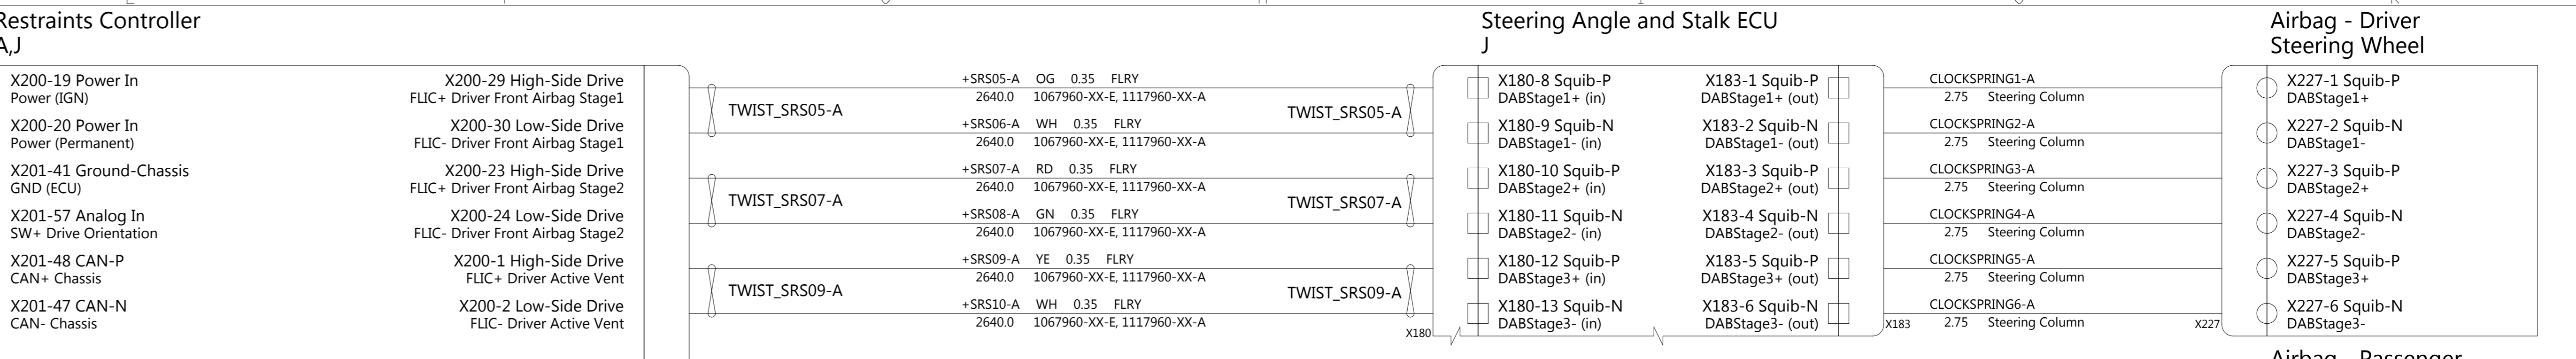 Restraints Controller
A,J
X200-19 Power In
Power (IGN)
X200-20 Power In
Power (Permanent)
X201-41 Ground-Chassis
GND (ECU)
X201-57 Analog In
SW+ Drive Orientation
X201-48 CAN-P
CAN+ Chassis
X201-47 CAN-N
CAN- Chassis
X200-29 High-Side Drive
FLIC+ Driver Front Airbag Stage1
X200-30 Low-Side Drive
FLIC- Driver Front Airbag Stage1
X200-23 High-Side Drive
FLIC+ Driver Front Airbag Stage2
X200-24 Low-Side Drive
FLIC- Driver Front Airbag Stage2
X200-1 High-Side Drive
FLIC+ Driver Active Vent
X200-2 Low-Side Drive
FLIC- Driver Active Vent
TWIST_SRS05-A
TWIST_SRS07-A
TWIST_SRS09-A
+SRS05-A OG 0.35 FLRY
2640.0 1067960-XX-E, 1117960-XX-A
+SRS06-A WH 0.35 FLRY
2640.0 1067960-XX-E, 1117960-XX-A
+SRS07-A RD 0.35 FLRY
2640.0 1067960-XX-E, 1117960-XX-A
+SRS08-A GN 0.35 FLRY
2640.0 1067960-XX-E, 1117960-XX-A
+SRS09-A YE 0.35 FLRY
2640.0 1067960-XX-E, 1117960-XX-A
+SRS10-A WH 0.35 FLRY
2640.0 1067960-XX-E, 1117960-XX-A
TWIST_SRS05-A
TWIST_SRS07-A
TWIST_SRS09-A
X180
Steering Angle and Stalk ECU
J
X180-8 Squib-P
DABStage1+ (in)
X180-9 Squib-N
DABStage1- (in)
X180-10 Squib-P
DABStage2+ (in)
X180-11 Squib-N
DABStage2- (in)
X180-12 Squib-P
DABStage3+ (in)
X180-13 Squib-N
DABStage3- (in)
X183-1 Squib-P
DABStage1+ (out)
X183-2 Squib-N
DABStage1- (out)
X183-3 Squib-P
DABStage2+ (out)
X183-4 Squib-N
DABStage2- (out)
X183-5 Squib-P
DABStage3+ (out)
X183-6 Squib-N
DABStage3- (out)
X183
CLOCKSPRING1-A
2.75 Steering Column
CLOCKSPRING2-A
2.75 Steering Column
CLOCKSPRING3-A
2.75 Steering Column
CLOCKSPRING4-A
2.75 Steering Column
CLOCKSPRING5-A
2.75 Steering Column
CLOCKSPRING6-A
2.75 Steering Column
X227
Airbag - Driver
Steering Wheel
X227-1 Squib-P
DABStage1+
X227-2 Squib-N
DABStage1-
X227-3 Squib-P
DABStage2+
X227-4 Squib-N
DABStage2-
X227-5 Squib-P
DABStage3+
X227-6 Squib-N
DABStage3-
Airbag - Passenger